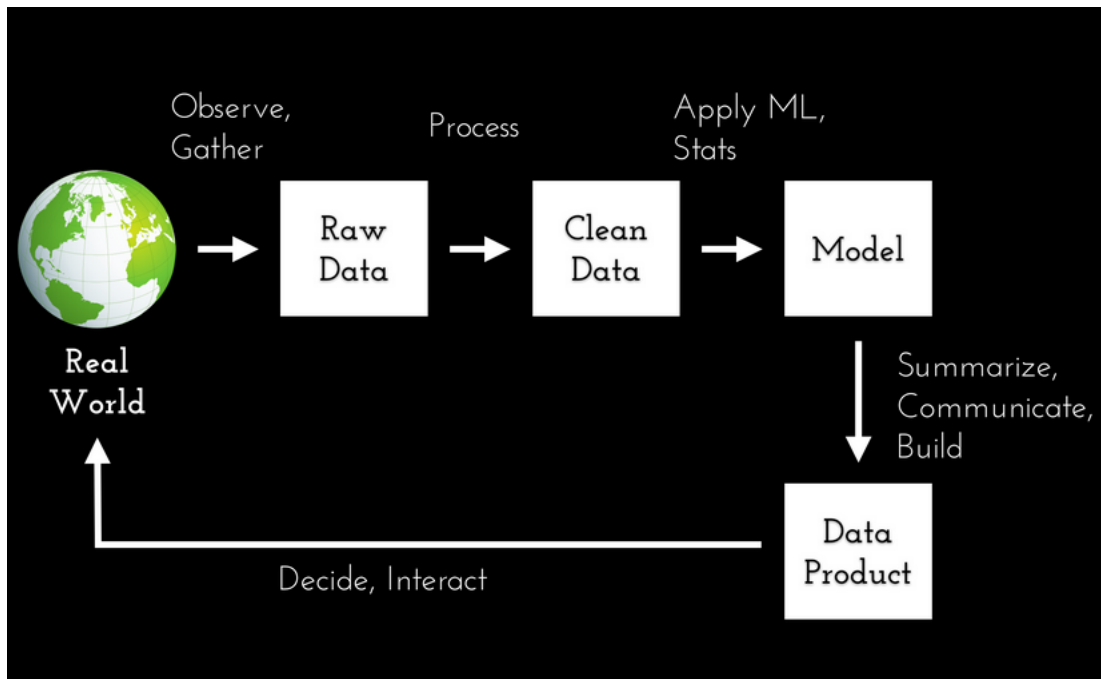 Observe,
Gather
Process
Apply ML,
Stats
Real
World
Raw
Data
Clean
Data
Model
Summarize,
Communicate,
Build
Data
Product
Decide, Interact